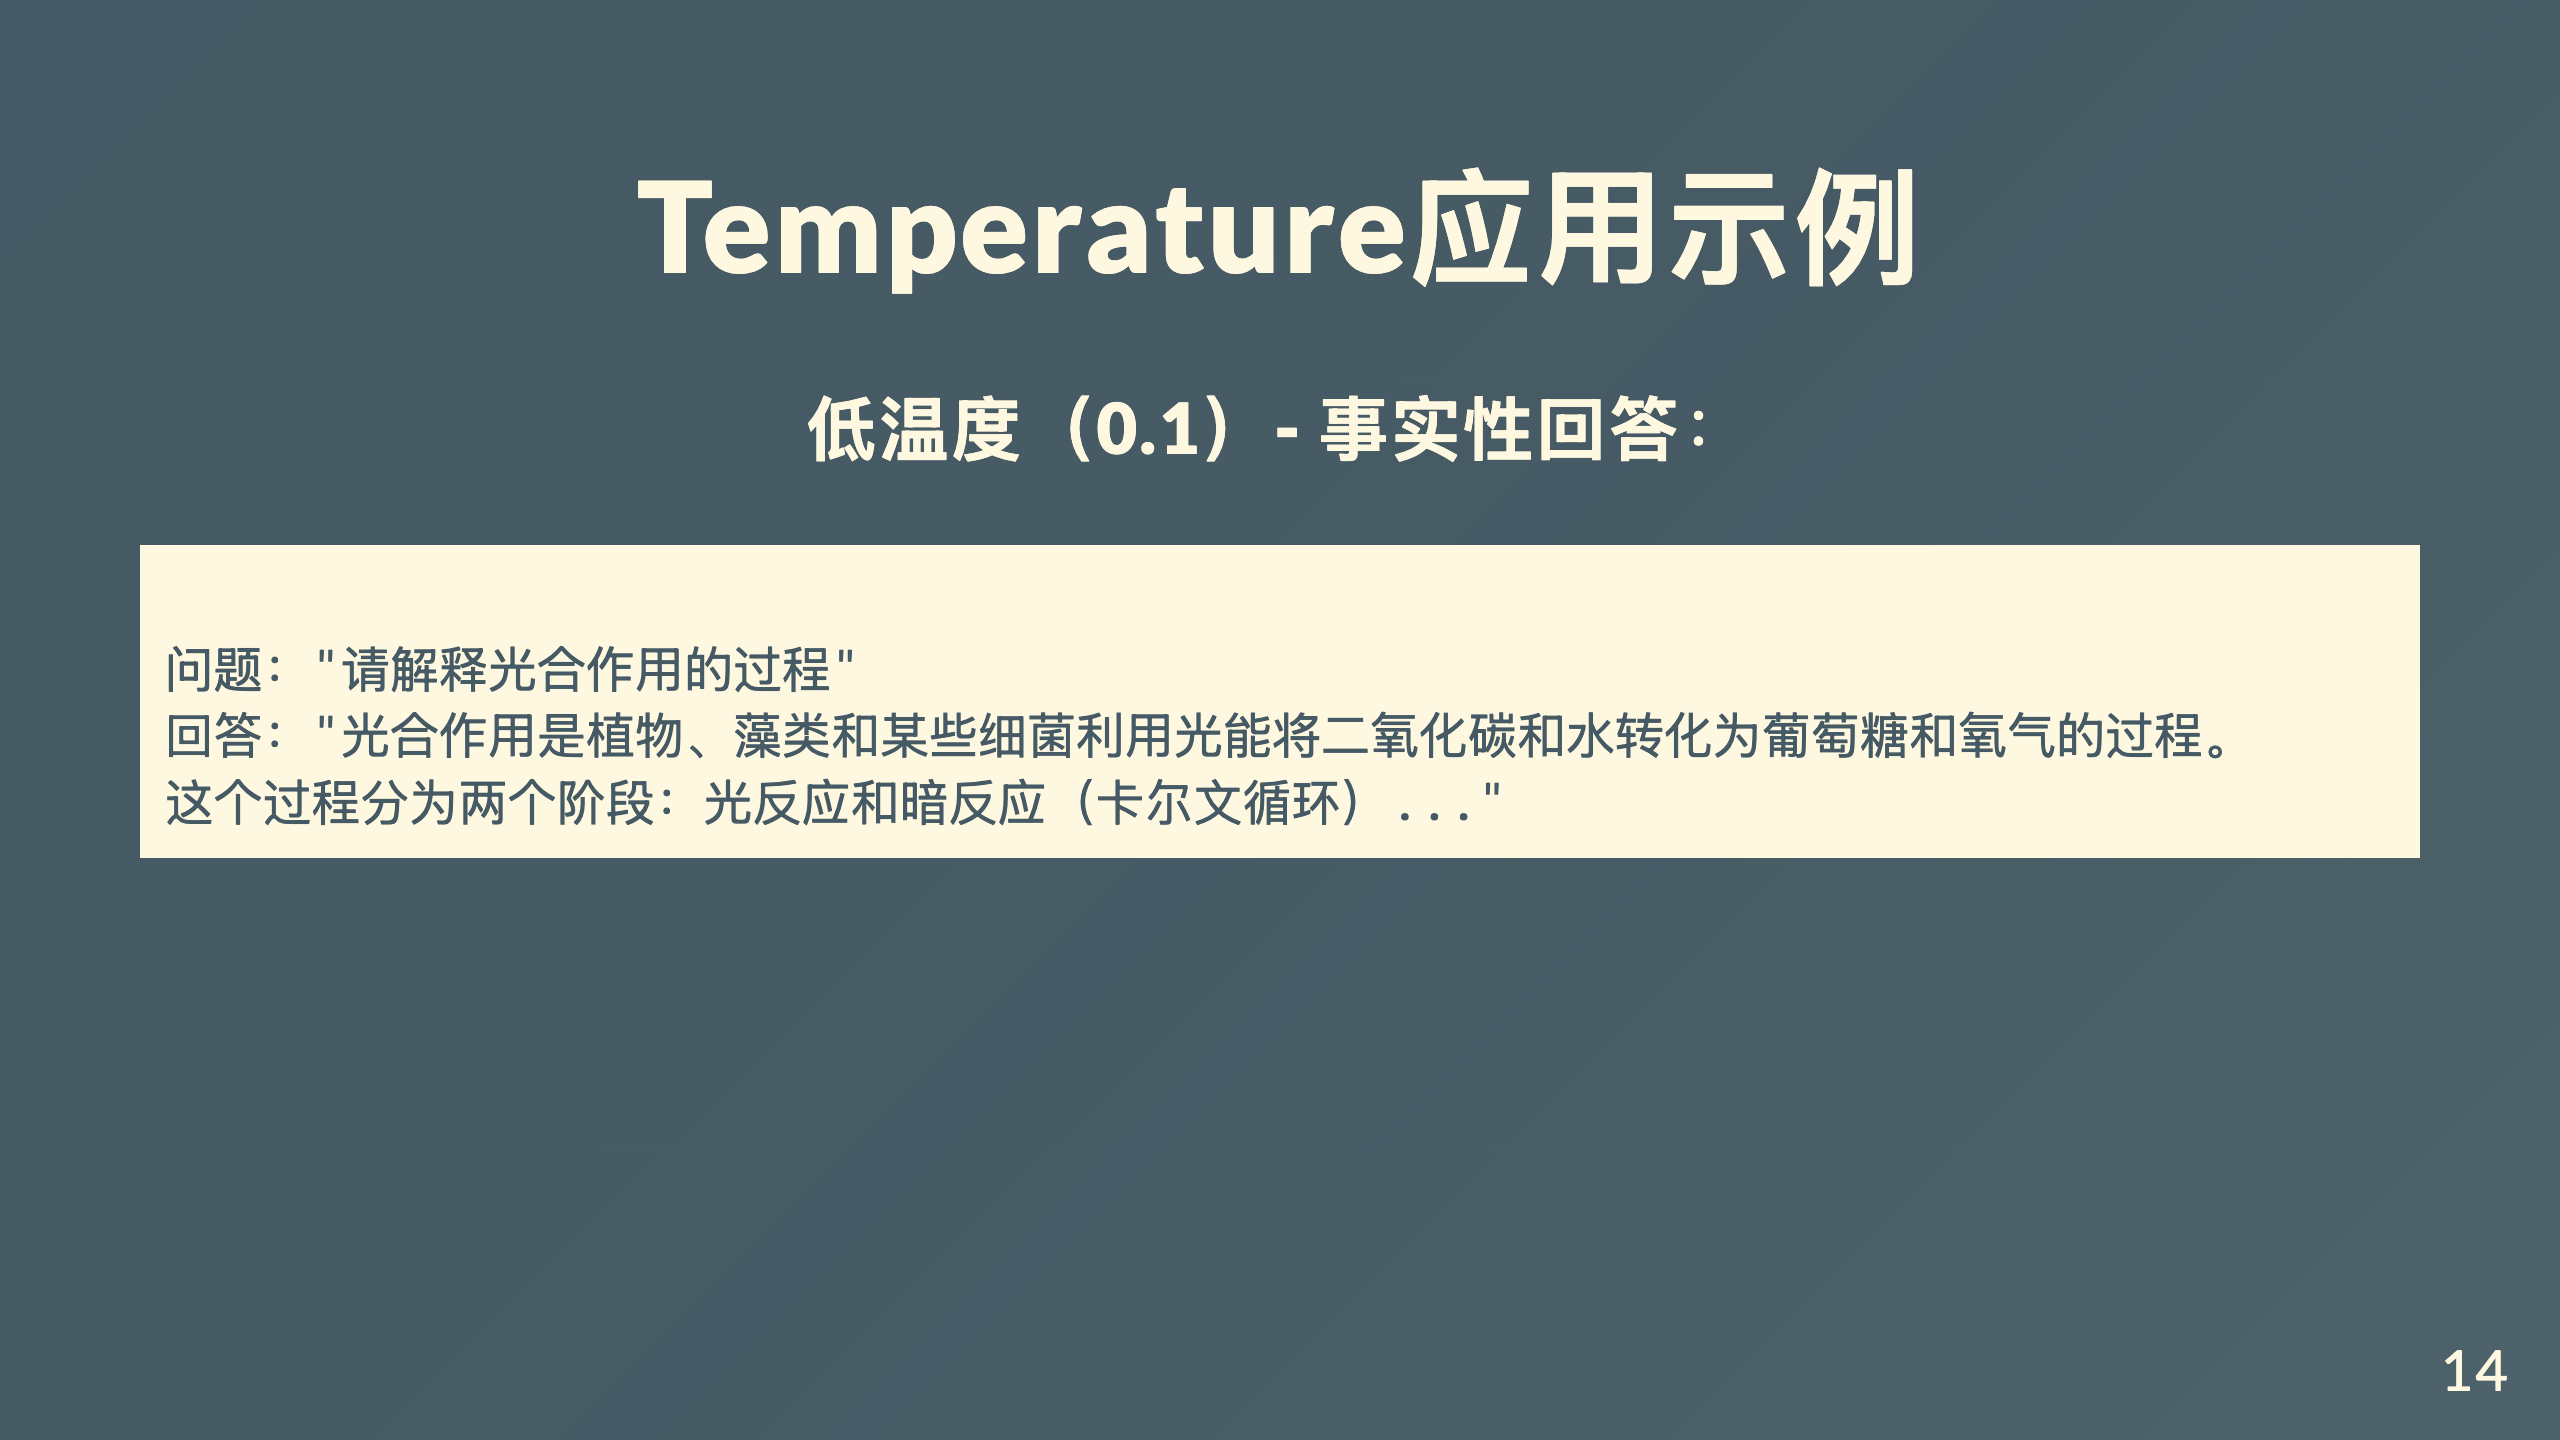 Temperature应用示例
低温度（0.1）- 事实性回答：
问题："请解释光合作用的过程"
回答："光合作用是植物、藻类和某些细菌利用光能将二氧化碳和水转化为葡萄糖和氧气的过程。
这个过程分为两个阶段：光反应和暗反应（卡尔文循环）..."
14